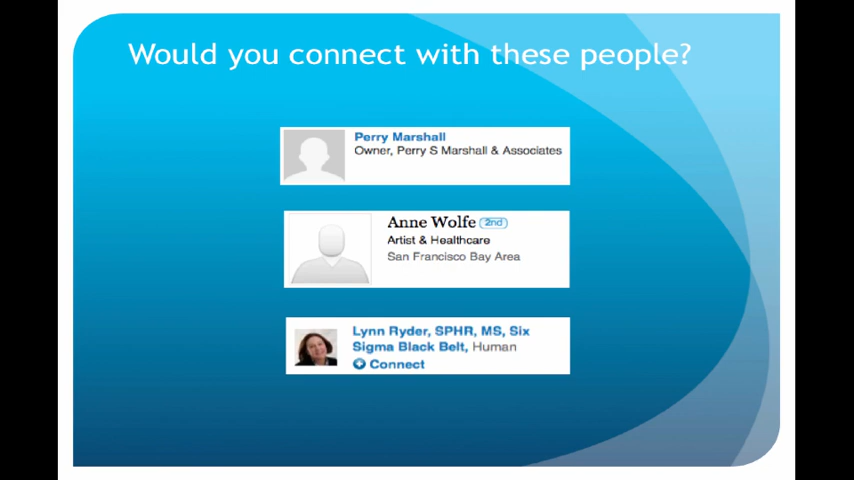 Would you connect with these people?
Perry Marshall
Owner, Perry S Marshall & Associates
Anne Wolfe 2nd
Artist & Healthcare
San Francisco Bay Area
Lynn Ryder, SPHR, MS, Six
Sigma Black Belt, Human
Connect